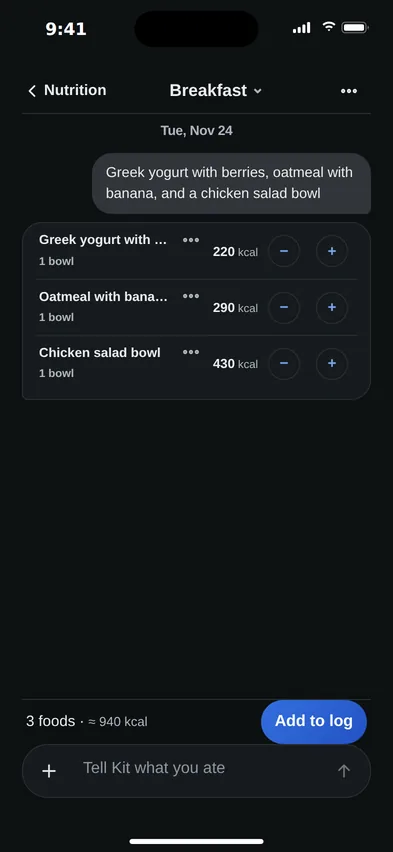 9:41
Nutrition
Breakfast
Tue, Nov 24
Greek yogurt with berries, oatmeal with
banana, and a chicken salad bowl
Greek yogurt with ...
1 bowl
220 kcal
Oatmeal with bana...
1 bowl
290 kcal
Chicken salad bowl
1 bowl
430 kcal
3 foods · ≈ 940 kcal
Add to log
Tell Kit what you ate